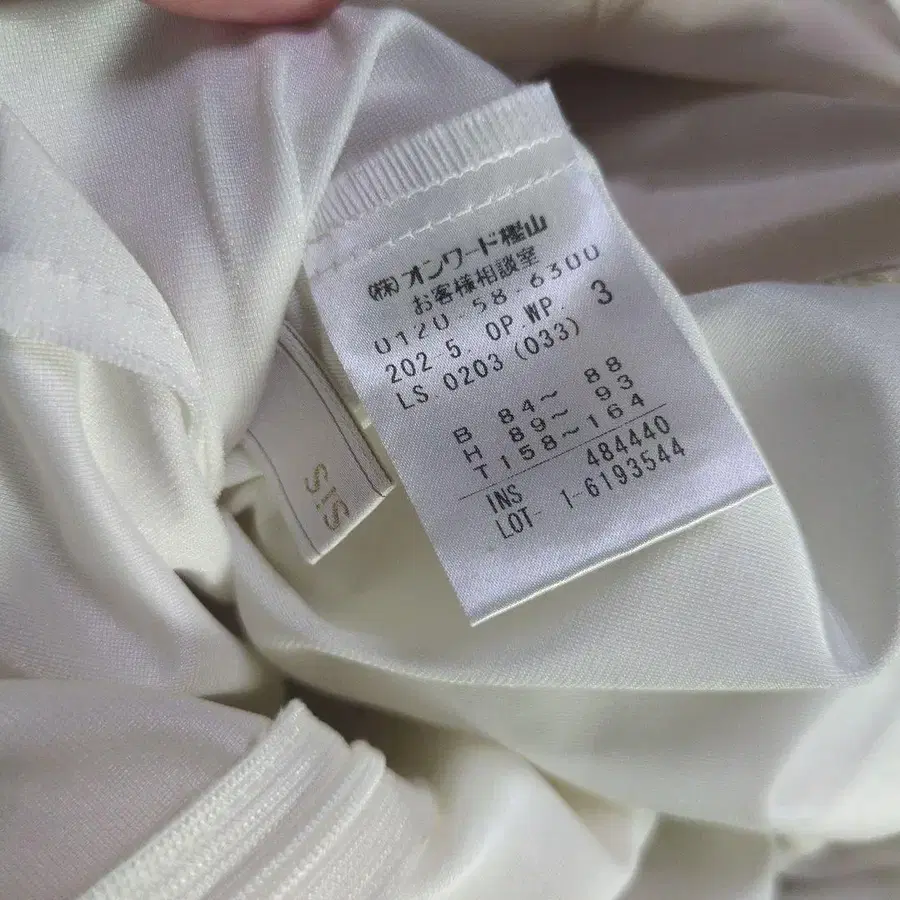 (株)オンワード樫山
お客様相談室
0120-58-6300
202-5. OP.WP. 3
LS.0203 (033)
B 84～ 88
H 89～ 93
T158～164
INS 484440
LOT- 1-6193544
SIS